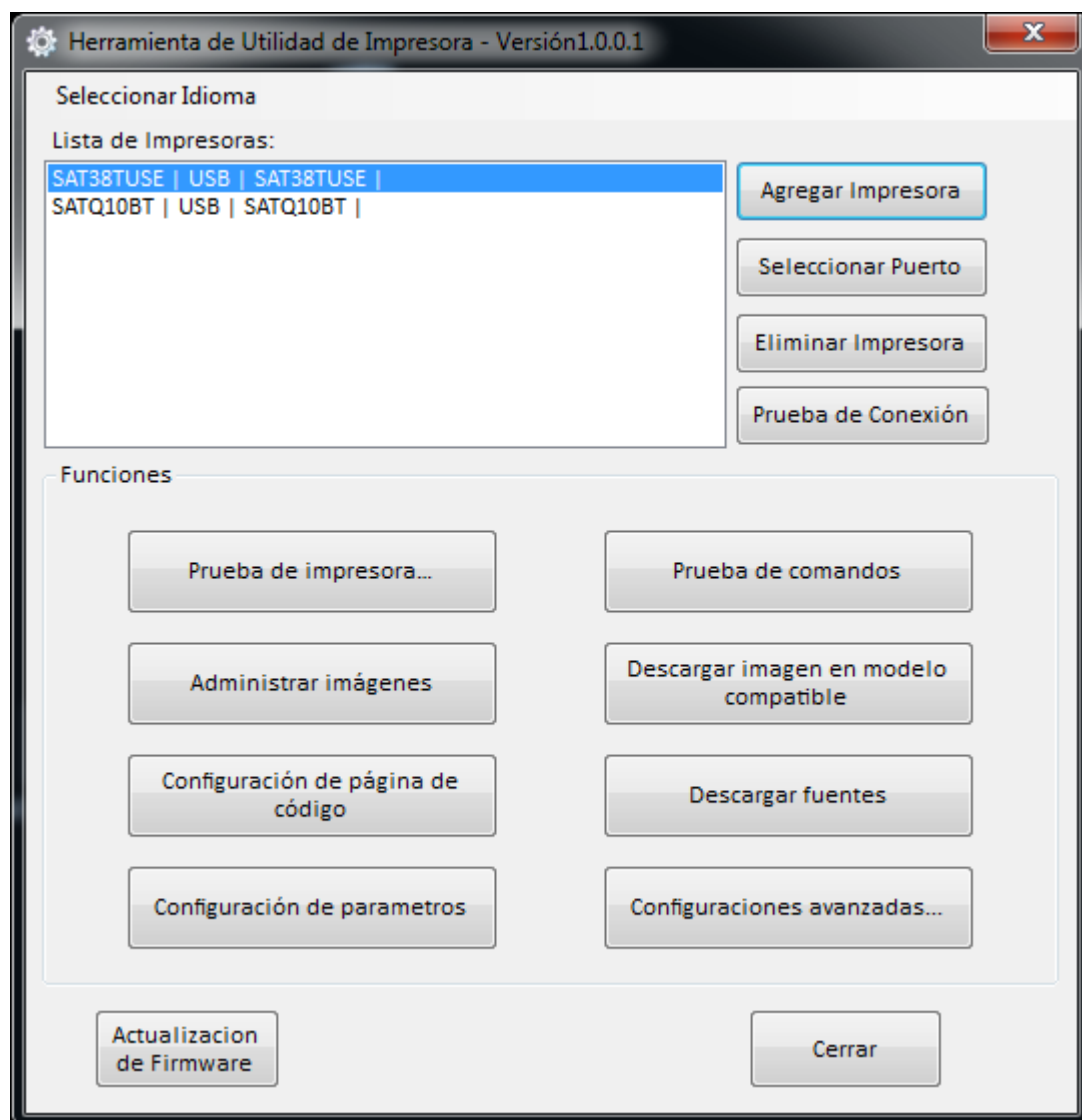 Herramienta de Utilidad de Impresora - Versión1.0.0.1
Seleccionar Idioma
Lista de Impresoras:
SAT38TUSE | USB | SAT38TUSE |
SATQ10BT | USB | SATQ10BT |
Agregar Impresora
Seleccionar Puerto
Eliminar Impresora
Prueba de Conexión
Funciones
Prueba de impresora...
Prueba de comandos
Administrar imágenes
Descargar imagen en modelo
compatible
Configuración de página de
código
Descargar fuentes
Configuración de parametros
Configuraciones avanzadas...
Actualizacion
de Firmware
Cerrar